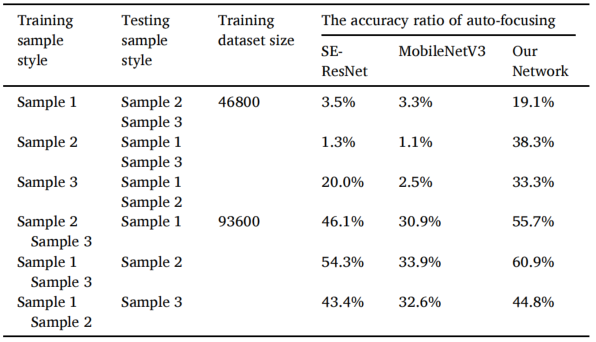 Training Testing Training The accuracy ratio of auto-focusing
sample sample dataset size SE- MobileNetV3 Our
style style ResNet Network
Sample 1 Sample 2 46800 3.5% 3.3% 19.1%
Sample 3
Sample 2 Sample 1 1.3% 1.1% 38.3%
Sample 3
Sample 3 Sample 1 20.0% 2.5% 33.3%
Sample 2
Sample 2 Sample 1 93600 46.1% 30.9% 55.7%
Sample 3
Sample 1 Sample 2 54.3% 33.9% 60.9%
Sample 3
Sample 1 Sample 3 43.4% 32.6% 44.8%
Sample 2